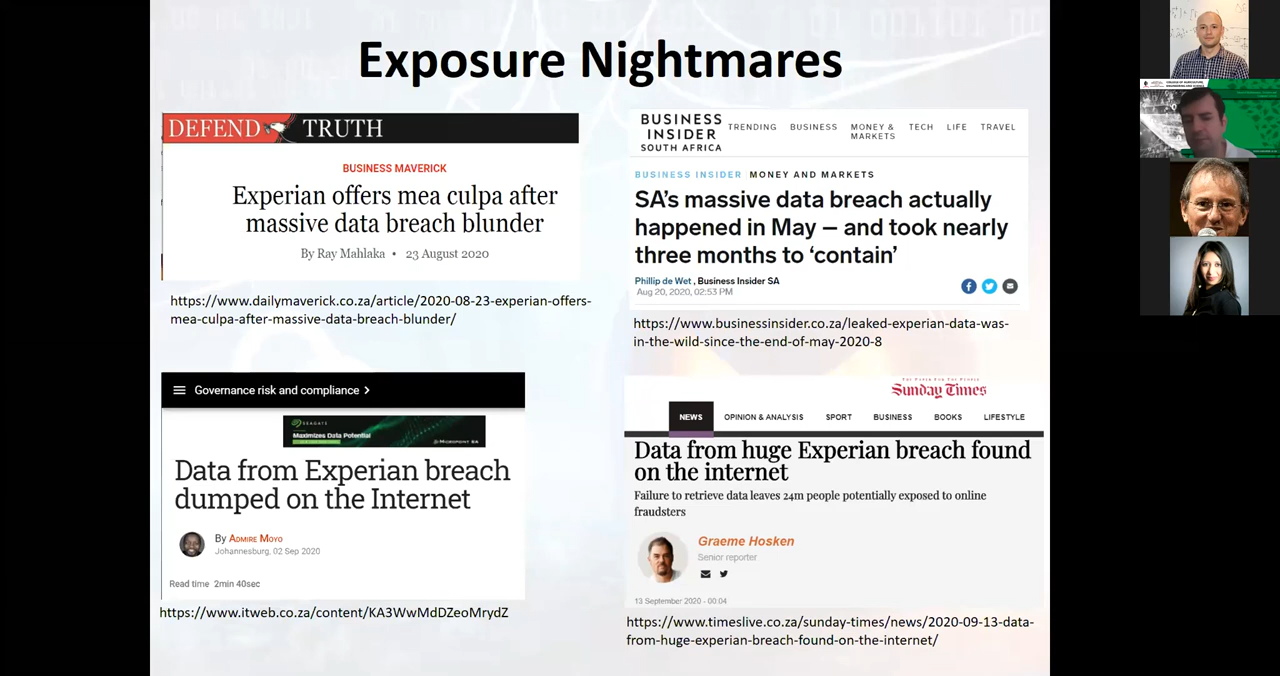 Exposure Nightmares
DEFEND TRUTH
BUSINESS MAVERICK
Experian offers mea culpa after
massive data breach blunder
By Ray Mahlaka • 23 August 2020
https://www.dailymaverick.co.za/article/2020-08-23-experian-offers-
mea-culpa-after-massive-data-breach-blunder/
BUSINESS
INSIDER
SOUTH AFRICA
TRENDING BUSINESS MONEY & MARKETS TECH LIFE TRAVEL
BUSINESS INSIDER MONEY AND MARKETS
SA's massive data breach actually
happened in May – and took nearly
three months to 'contain'
Phillip de Wet , Business Insider SA
Aug 20, 2020, 02:53 PM
https://www.businessinsider.co.za/leaked-experian-data-was-
in-the-wild-since-the-end-of-may-2020-8
Governance risk and compliance >
SEAGATE
Maximizes Data Potential
Data from Experian breach
dumped on the Internet
By ADMIRE MOYO
Johannesburg, 02 Sep 2020
Read time 2min 40sec
https://www.itweb.co.za/content/KA3WwMdDZeoMrydZ
Sunday Times
NEWS OPINION & ANALYSIS SPORT BUSINESS BOOKS LIFESTYLE
Data from huge Experian breach found
on the internet
Failure to retrieve data leaves 24m people potentially exposed to online
fraudsters
Graeme Hosken
Senior reporter
13 September 2020 - 00:04
https://www.timeslive.co.za/sunday-times/news/2020-09-13-data-
from-huge-experian-breach-found-on-the-internet/
COLLEGE OF AGRICULTURE,
ENGINEERING AND SCIENCE